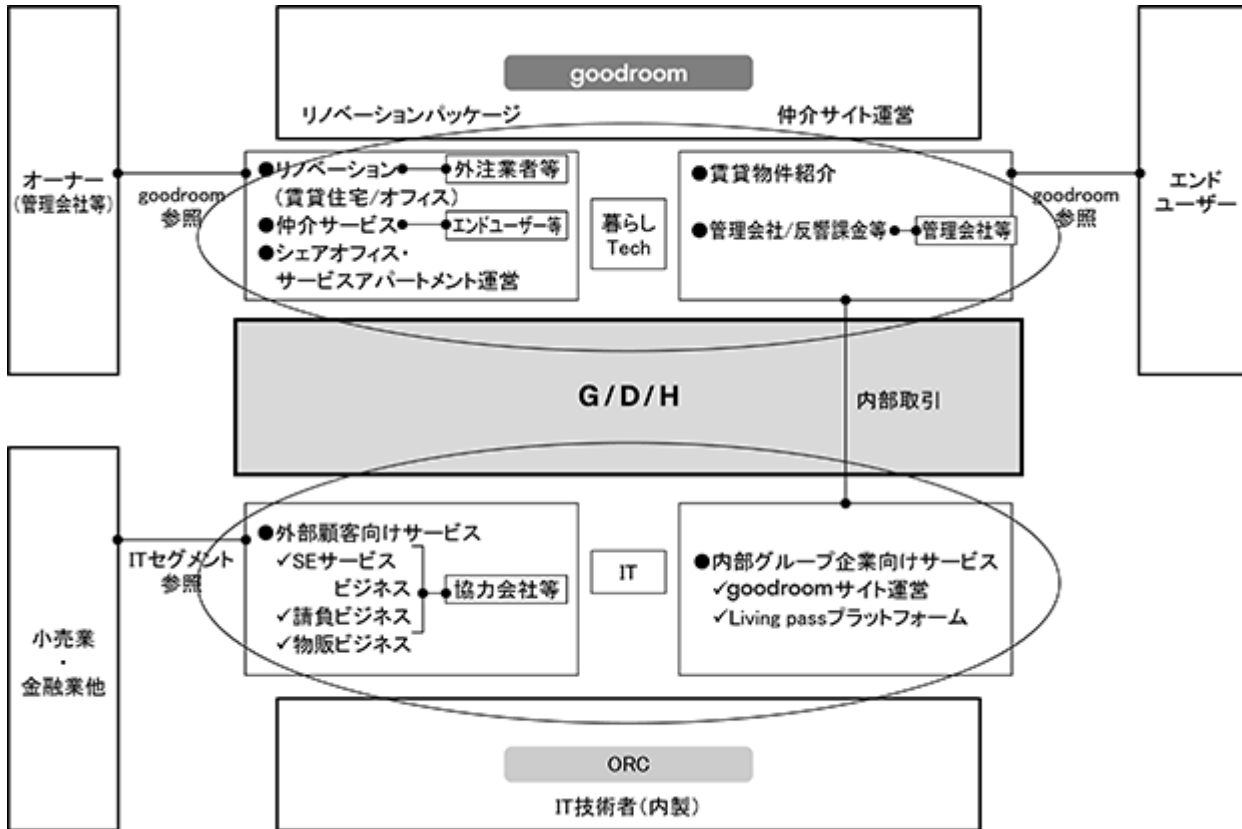 goodroom
リノベーションパッケージ
仲介サイト運営
オーナー
(管理会社等)
goodroom
参照
●リノベーション
(賃貸住宅/オフィス)
外注業者等
●仲介サービス
エンドユーザー等
●シェアオフィス・
サービスアパートメント運営
暮らし
Tech
●賃貸物件紹介
●管理会社/反響課金等
管理会社等
goodroom
参照
エンド
ユーザー
G/D/H
内部取引
小売業
・
金融業他
ITセグメント
参照
●外部顧客向けサービス
✓SEサービス
ビジネス
✓請負ビジネス
✓物販ビジネス
協力会社等
IT
●内部グループ企業向けサービス
✓goodroomサイト運営
✓Living passプラットフォーム
ORC
IT技術者(内製)